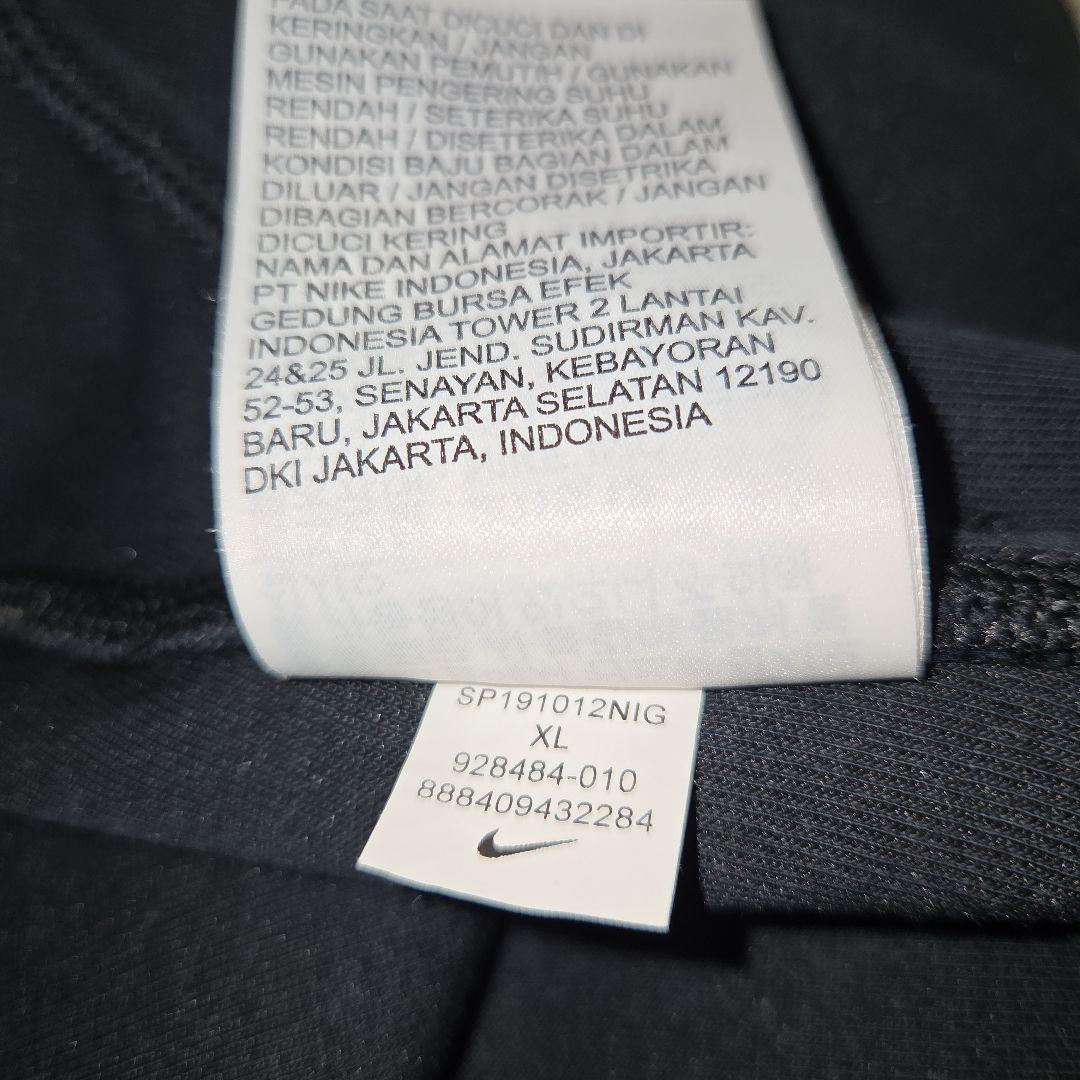 PADA SAAT DICUCI DAN DI
KERINGKAN / JANGAN
GUNAKAN PEMUTIH / GUNAKAN
MESIN PENGERING SUHU
RENDAH / SETERIKA SUHU
RENDAH / DISETERIKA DALAM
KONDISI BAJU BAGIAN DALAM
DILUAR / JANGAN DISETRIKA
DIBAGIAN BERCORAK / JANGAN
DICUCI KERING
NAMA DAN ALAMAT IMPORTIR:
PT NIKE INDONESIA, JAKARTA
GEDUNG BURSA EFEK
INDONESIA TOWER 2 LANTAI
24&25 JL. JEND. SUDIRMAN KAV.
52-53, SENAYAN, KEBAYORAN
BARU, JAKARTA SELATAN 12190
DKI JAKARTA, INDONESIA
SP191012NIG
XL
928484-010
888409432284